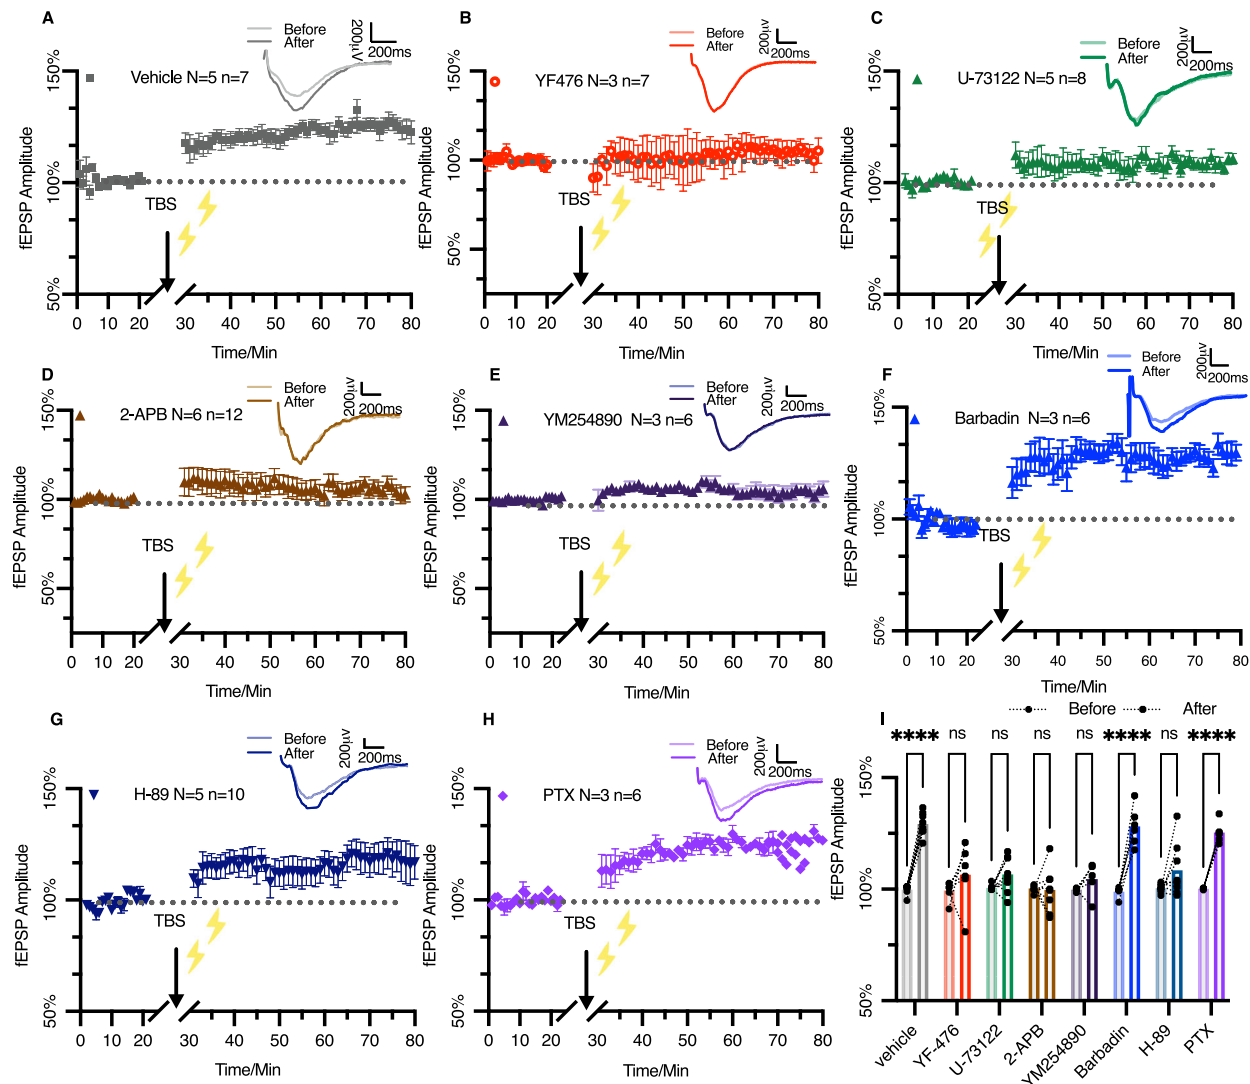 A
Before
After
200μV
200ms
Vehicle N=5 n=7
fEPSP Amplitude
150%
100%
50%
TBS
0 10 20 30 40 50 60 70 80
Time/Min
B
Before
After
200μv
200ms
YF476 N=3 n=7
fEPSP Amplitude
150%
100%
50%
TBS
0 10 20 30 40 50 60 70 80
Time/Min
C
Before
After
200μv
200ms
U-73122 N=5 n=8
fEPSP Amplitude
150%
100%
50%
TBS
0 10 20 30 40 50 60 70 80
Time/Min
D
Before
After
200μv
200ms
2-APB N=6 n=12
fEPSP Amplitude
150%
100%
50%
TBS
0 10 20 30 40 50 60 70 80
Time/Min
E
Before
After
200μv
200ms
YM254890 N=3 n=6
fEPSP Amplitude
150%
100%
50%
TBS
0 10 20 30 40 50 60 70 80
Time/Min
F
Before
After
200μv
200ms
Barbadin N=3 n=6
fEPSP Amplitude
150%
100%
50%
TBS
0 10 20 30 40 50 60 70 80
Time/Min
G
Before
After
200μv
200ms
H-89 N=5 n=10
fEPSP Amplitude
150%
100%
50%
TBS
0 10 20 30 40 50 60 70 80
Time/Min
H
Before
After
200μv
200ms
PTX N=3 n=6
fEPSP Amplitude
150%
100%
50%
TBS
0 10 20 30 40 50 60 70 80
Time/Min
I
Before After
**** ns ns ns ns **** ns ****
fEPSP Amplitude
150%
100%
50%
vehicle YF-476 U-73122 2-APB YM254890 Barbadin H-89 PTX